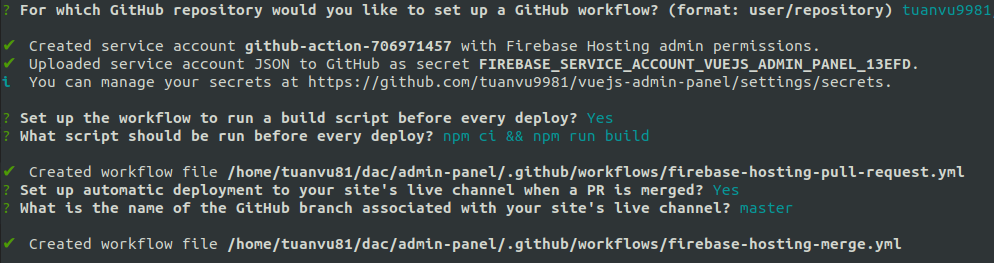 ? For which GitHub repository would you like to set up a GitHub workflow? (format: user/repository) tuanvu9981
✔ Created service account github-action-706971457 with Firebase Hosting admin permissions.
✔ Uploaded service account JSON to GitHub as secret FIREBASE_SERVICE_ACCOUNT_VUEJS_ADMIN_PANEL_13EFD.
i You can manage your secrets at https://github.com/tuanvu9981/vuejs-admin-panel/settings/secrets.
? Set up the workflow to run a build script before every deploy? Yes
? What script should be run before every deploy? npm ci && npm run build
✔ Created workflow file /home/tuanvu81/dac/admin-panel/.github/workflows/firebase-hosting-pull-request.yml
? Set up automatic deployment to your site's live channel when a PR is merged? Yes
? What is the name of the GitHub branch associated with your site's live channel? master
✔ Created workflow file /home/tuanvu81/dac/admin-panel/.github/workflows/firebase-hosting-merge.yml